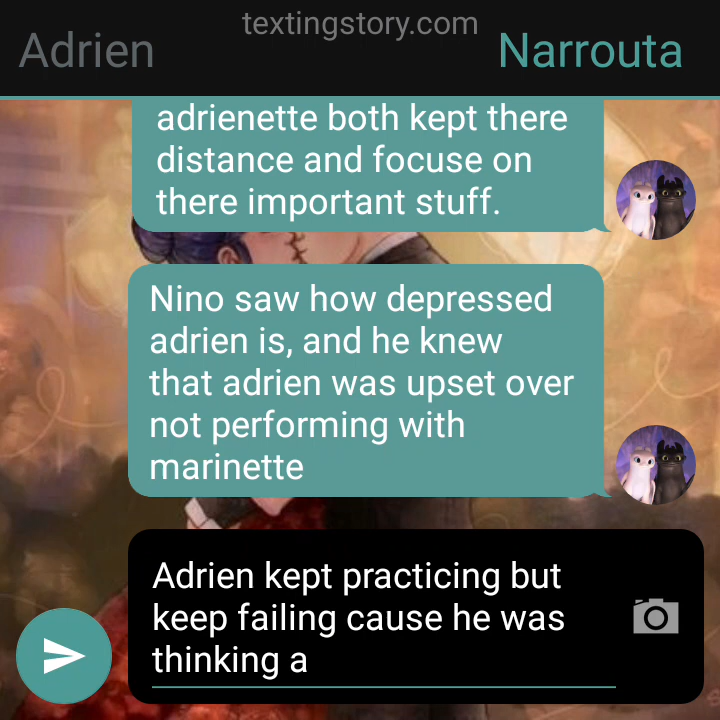 textingstory.com
Adrien
Narrouta
adrienette both kept there
distance and focuse on
there important stuff.
Nino saw how depressed
adrien is, and he knew
that adrien was upset over
not performing with
marinette
Adrien kept practicing but
keep failing cause he was
thinking a